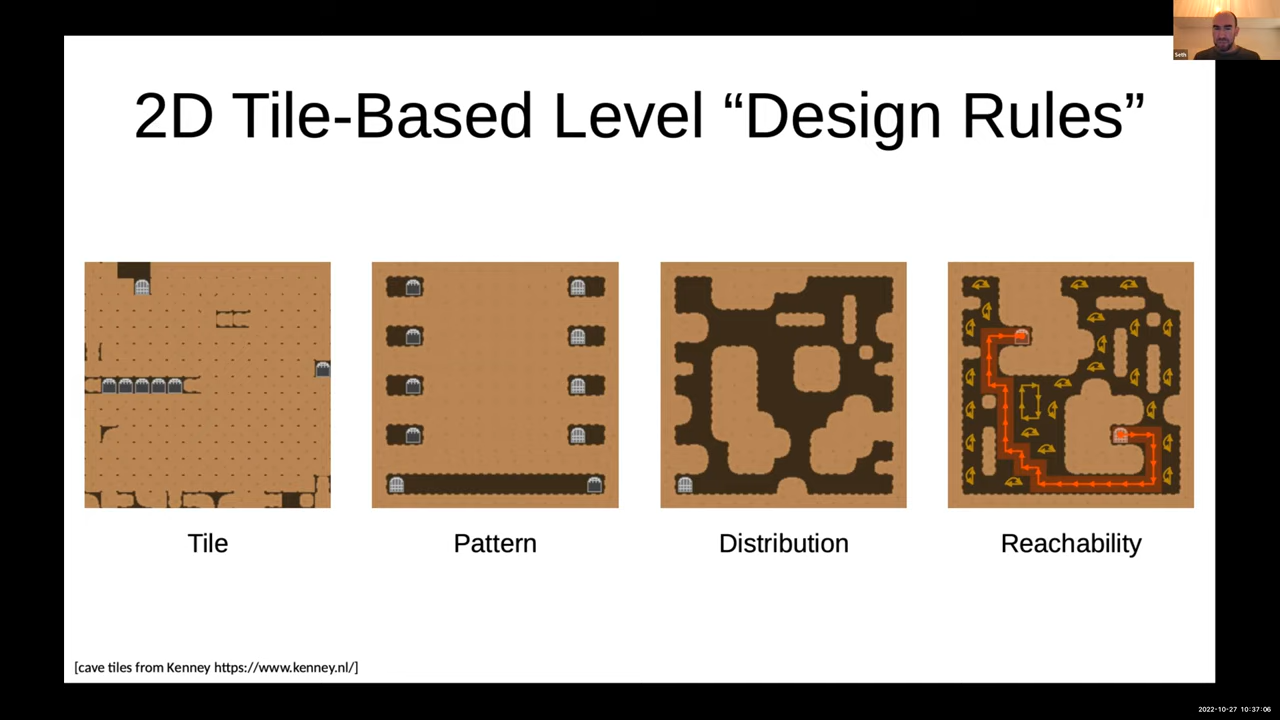 Seth
2D Tile-Based Level “Design Rules”
Tile
Pattern
Distribution
Reachability
[cave tiles from Kenney https://www.kenney.nl/]
2022-10-27 10:37:06